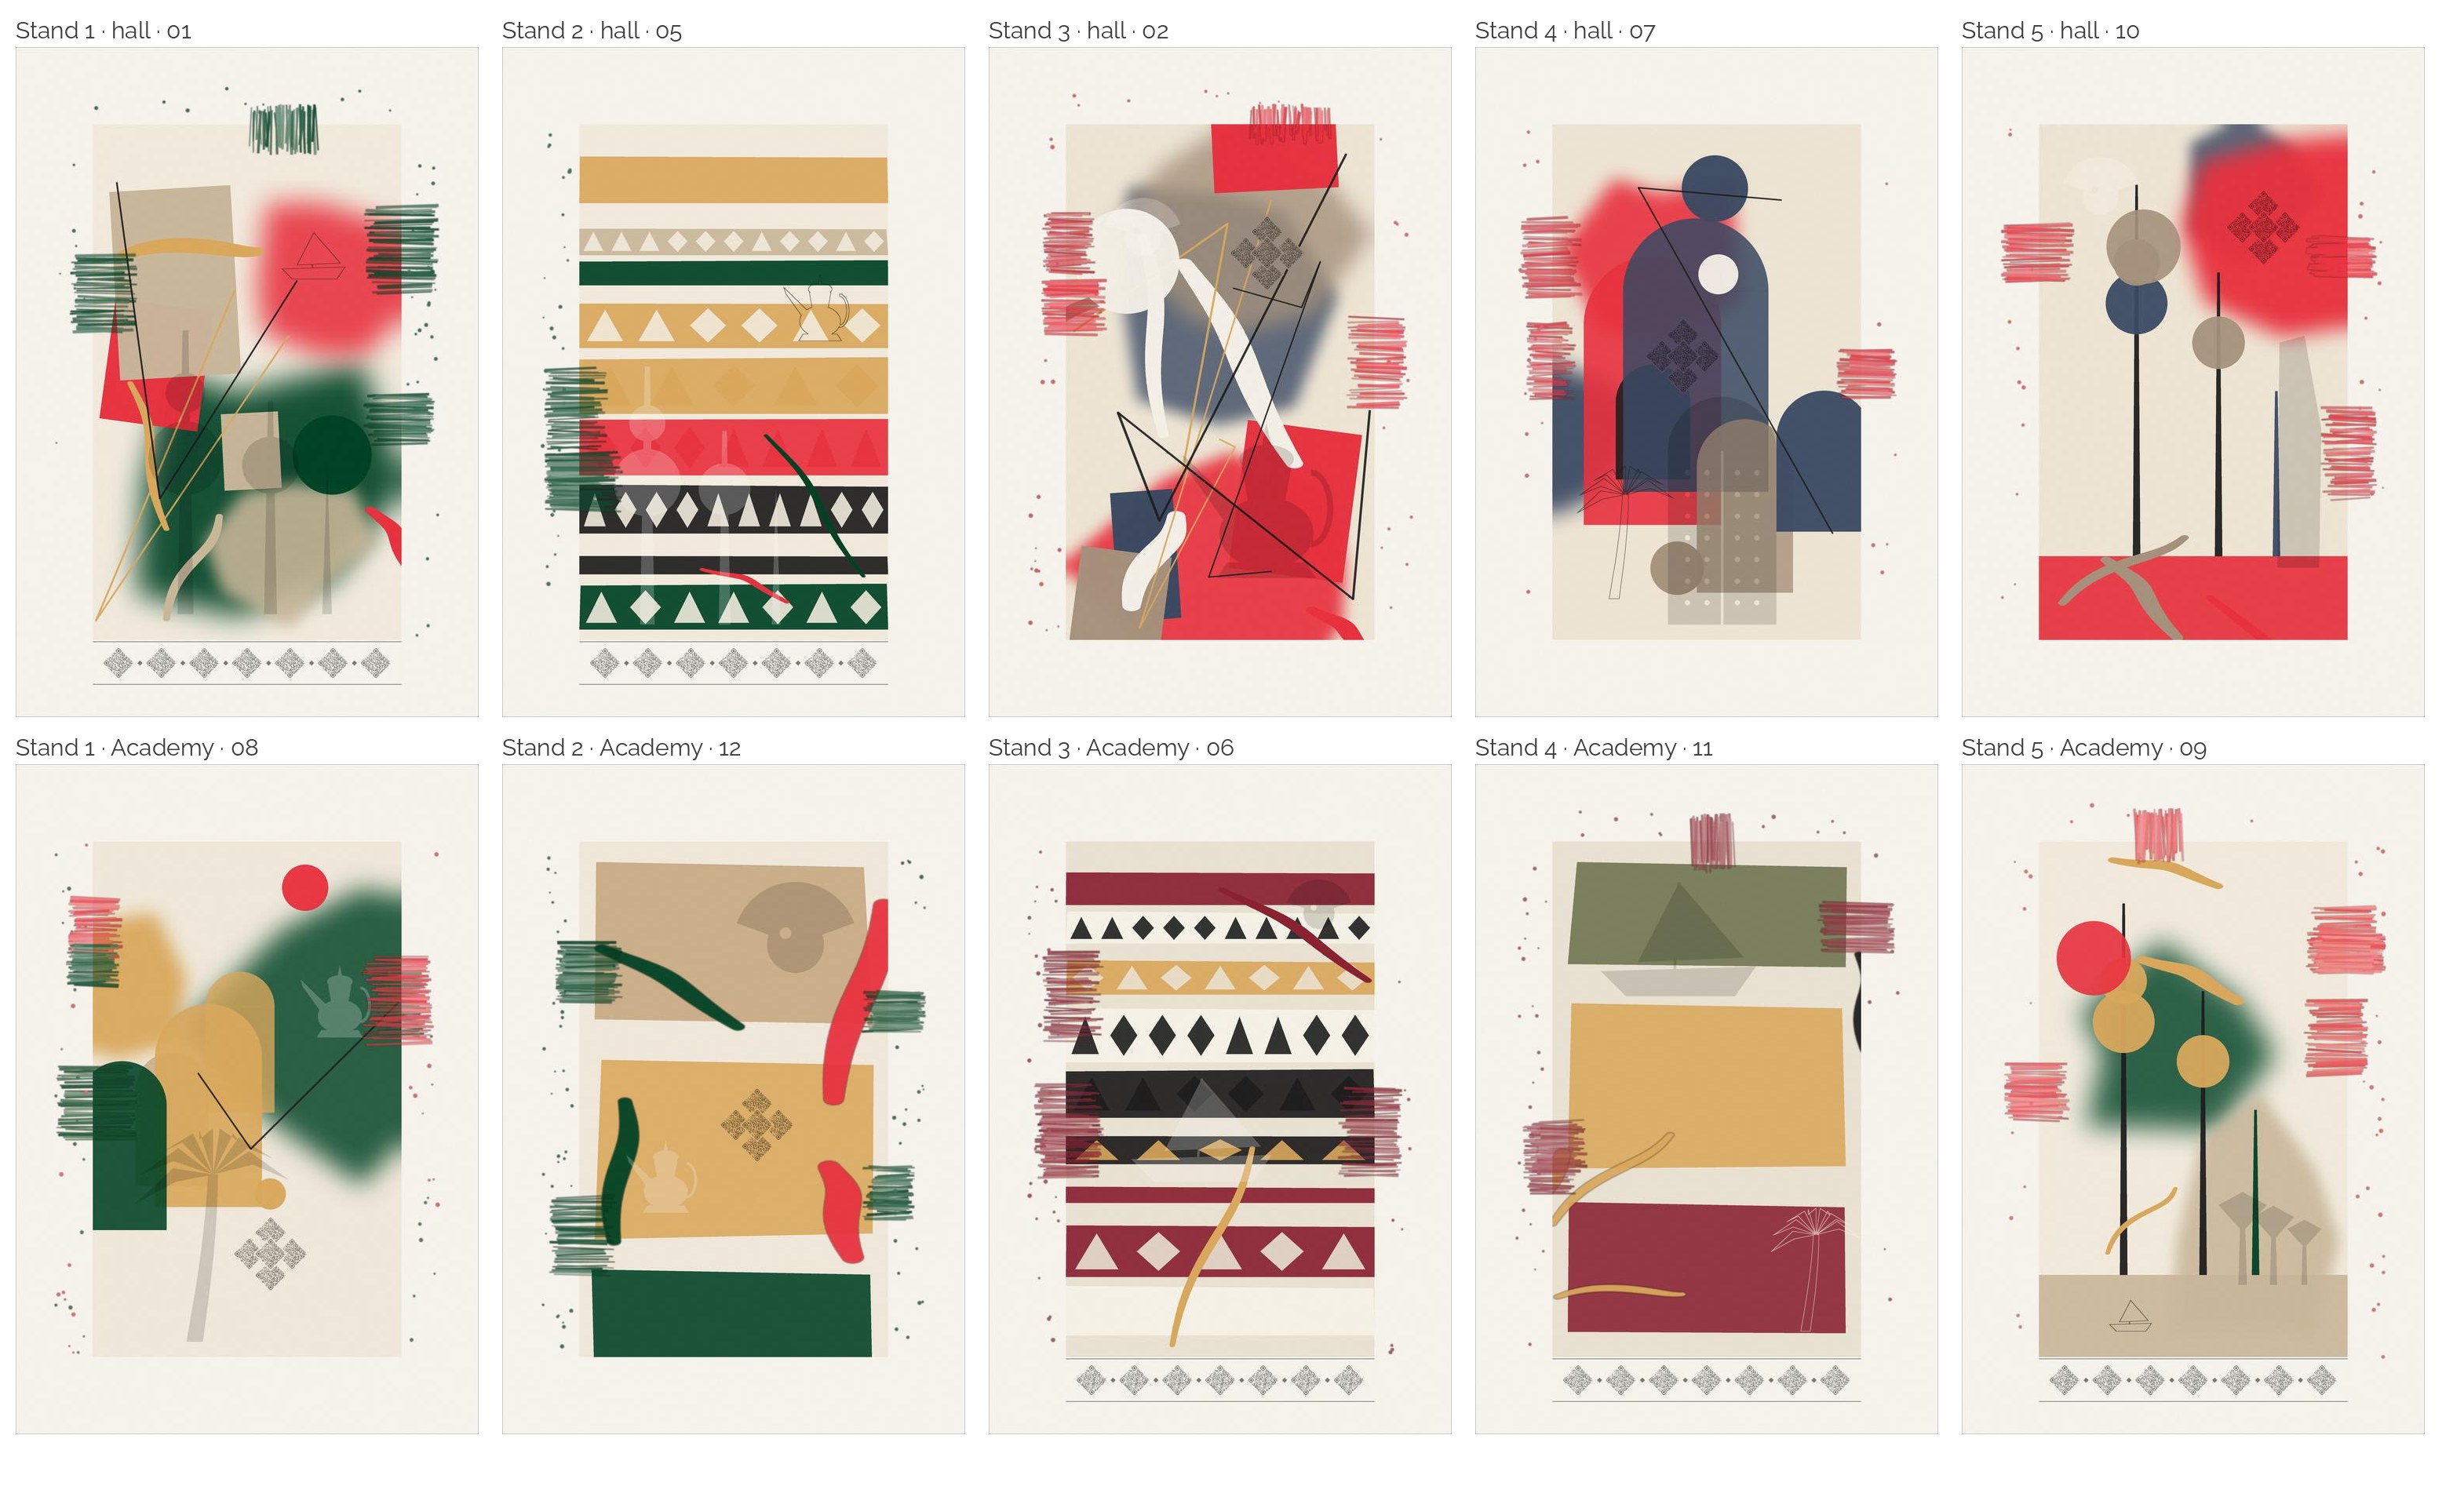 Stand 1 · hall · 01
Stand 2 · hall · 05
Stand 3 · hall · 02
Stand 4 · hall · 07
Stand 5 · hall · 10
Stand 1 · Academy · 08
Stand 2 · Academy · 12
Stand 3 · Academy · 06
Stand 4 · Academy · 11
Stand 5 · Academy · 09